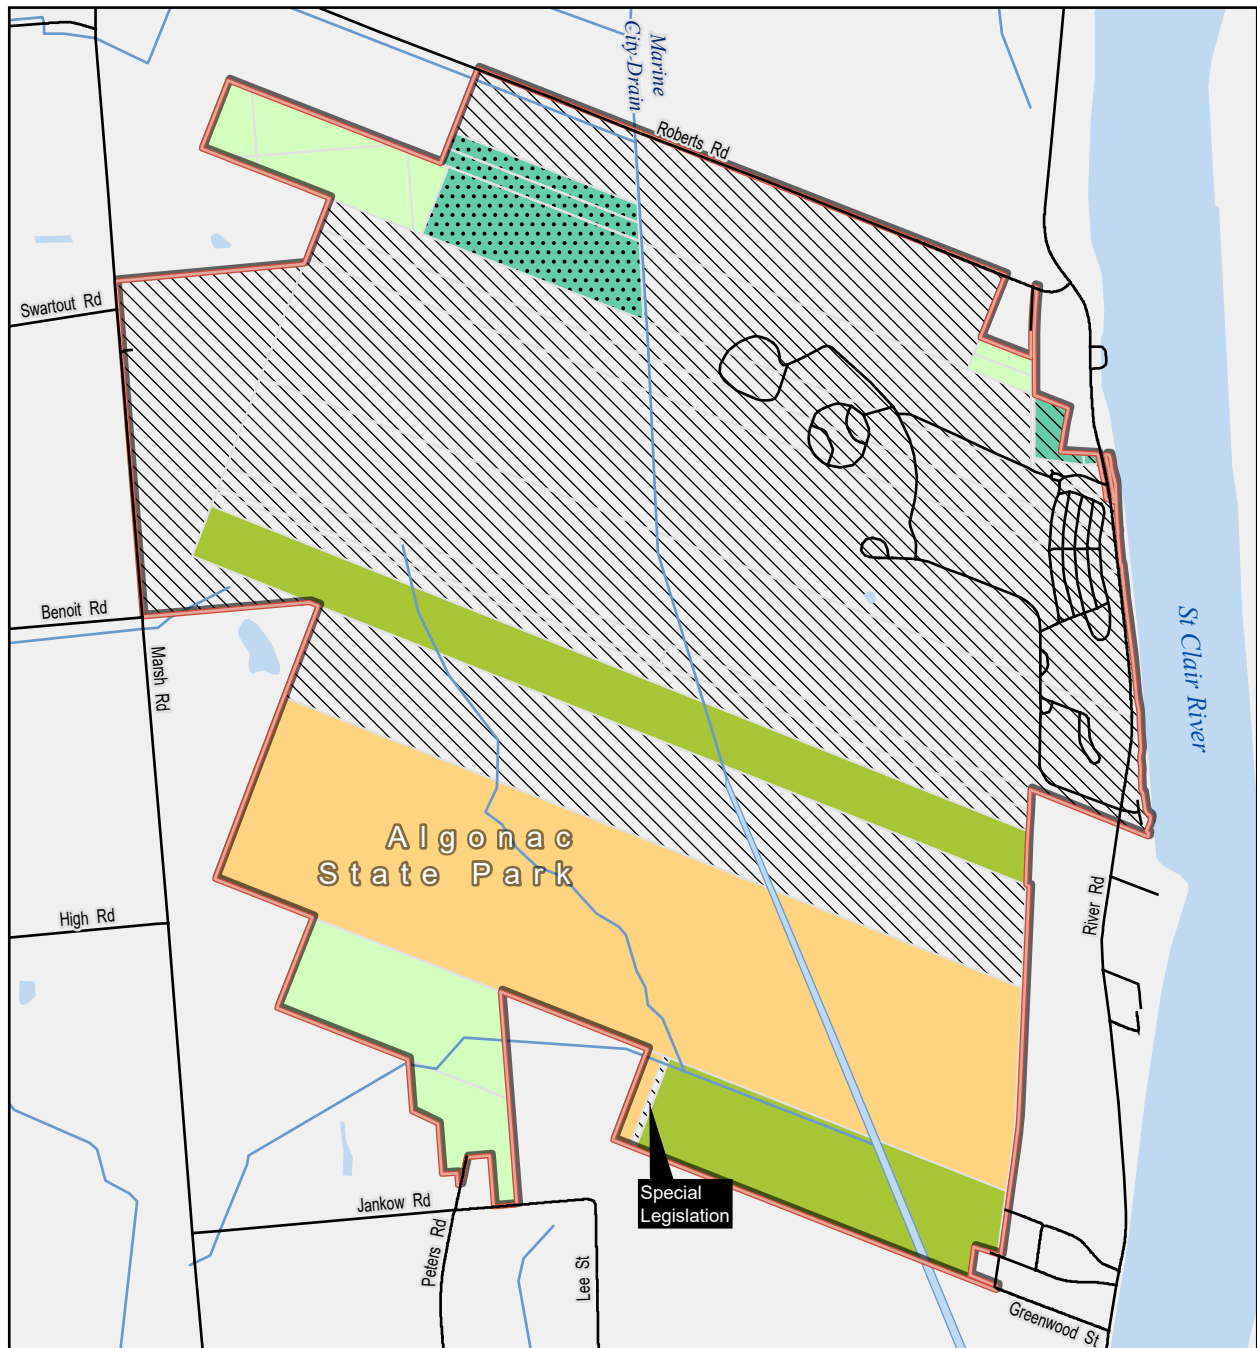 Marine
City-Drain
Roberts Rd
Swartout Rd
Benoit Rd
Marsh Rd
St Clair River
Algonac
State Park
High Rd
River Rd
Special
Legislation
Jankow Rd
Peters Rd
Lee St
Greenwood St